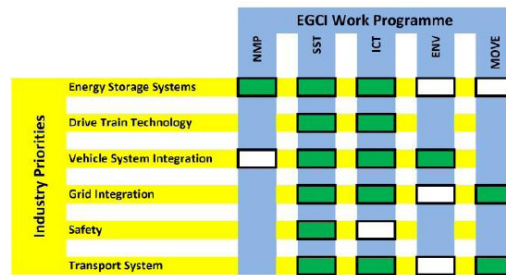 EGCI Work Programme
NMP
SST
ICT
ENV
MOVE
Industry Priorities
Energy Storage Systems
Drive Train Technology
Vehicle System Integration
Grid Integration
Safety
Transport System